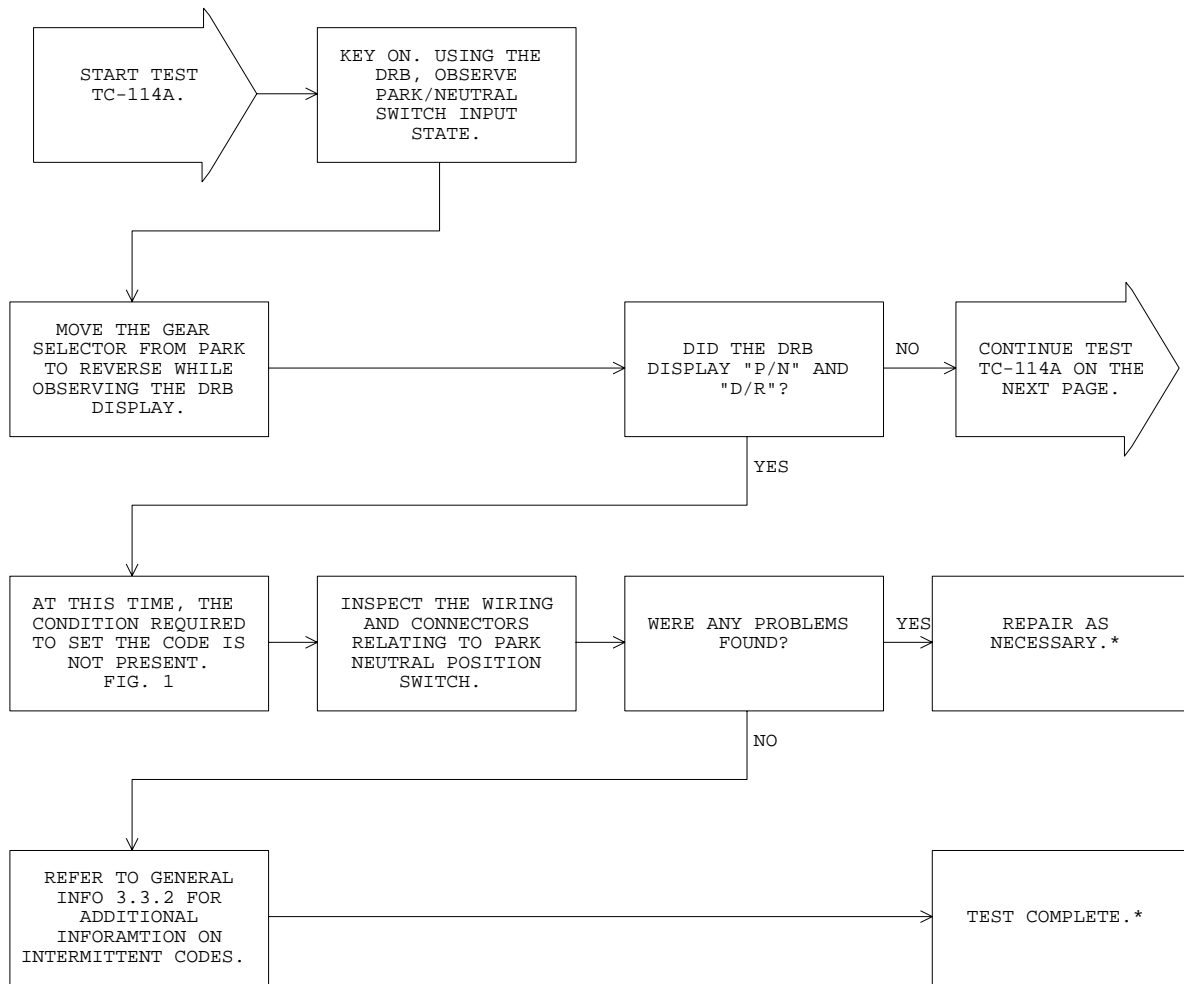 START TEST
TC-114A.
KEY ON. USING THE
DRB, OBSERVE
PARK/NEUTRAL
SWITCH INPUT
STATE.
MOVE THE GEAR
SELECTOR FROM PARK
TO REVERSE WHILE
OBSERVING THE DRB
DISPLAY.
DID THE DRB
DISPLAY "P/N" AND
"D/R"?
NO
CONTINUE TEST
TC-114A ON THE
NEXT PAGE.
YES
AT THIS TIME, THE
CONDITION REQUIRED
TO SET THE CODE IS
NOT PRESENT.
FIG. 1
INSPECT THE WIRING
AND CONNECTORS
RELATING TO PARK
NEUTRAL POSITION
SWITCH.
WERE ANY PROBLEMS
FOUND?
YES
REPAIR AS
NECESSARY.*
NO
REFER TO GENERAL
INFO 3.3.2 FOR
ADDITIONAL
INFORAMTION ON
INTERMITTENT CODES.
TEST COMPLETE.*